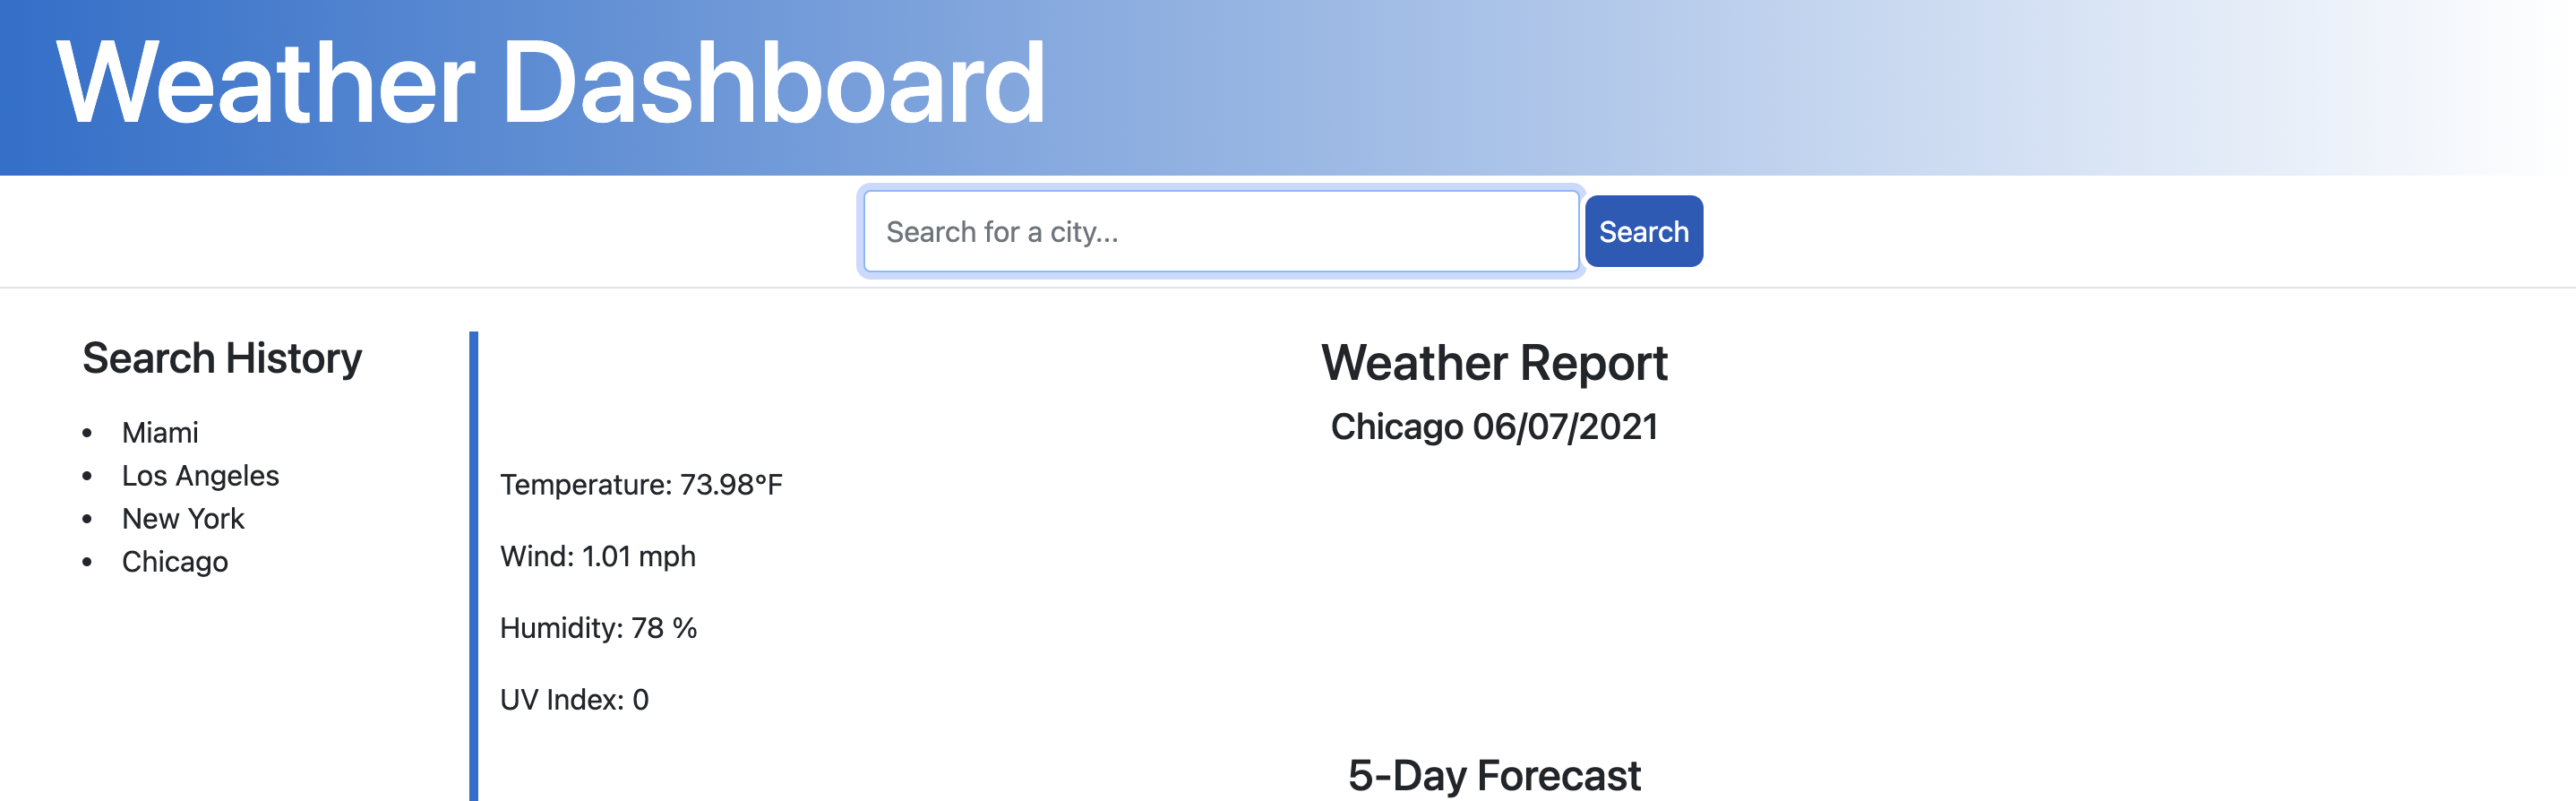 Weather Dashboard
Search for a city...
Search
Search History
• Miami
• Los Angeles
• New York
• Chicago
Weather Report
Chicago 06/07/2021
Temperature: 73.98°F
Wind: 1.01 mph
Humidity: 78 %
UV Index: 0
5-Day Forecast